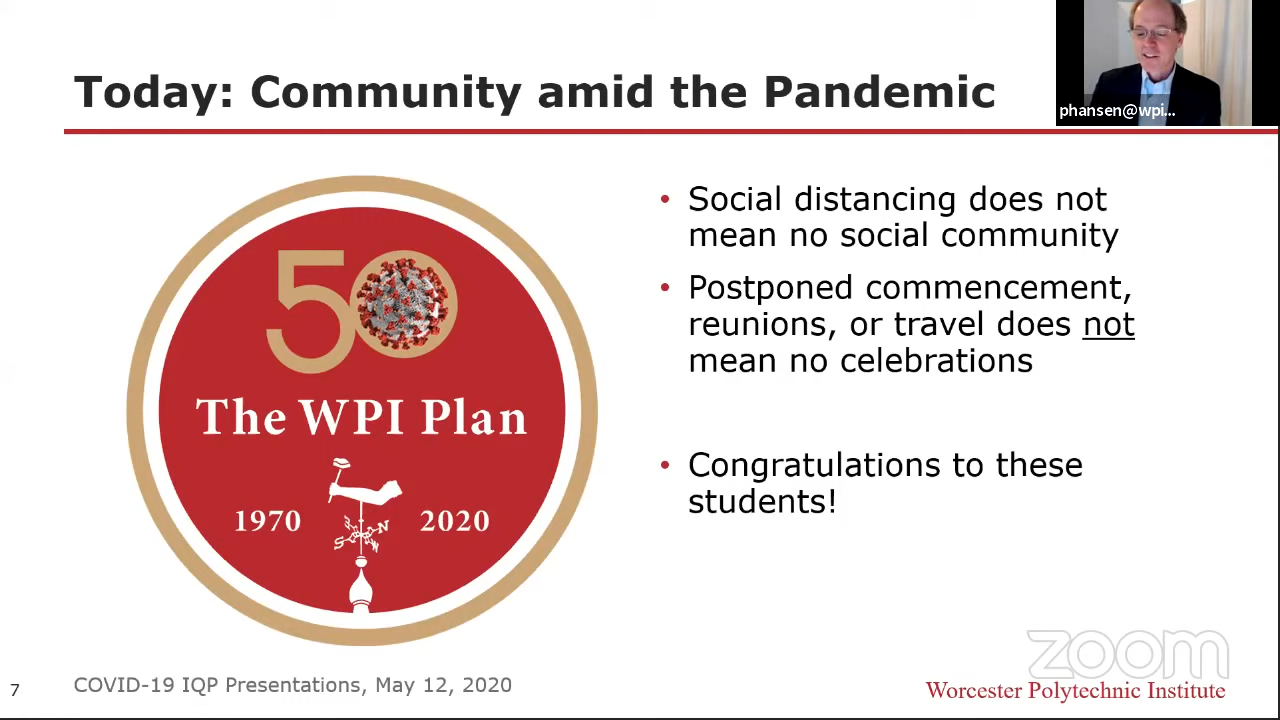 Today: Community amid the Pandemic
phansen@wpi...
50
The WPI Plan
1970
2020
N
S
W
• Social distancing does not
mean no social community
• Postponed commencement,
reunions, or travel does not
mean no celebrations
• Congratulations to these
students!
zoom
7
COVID-19 IQP Presentations, May 12, 2020
Worcester Polytechnic Institute